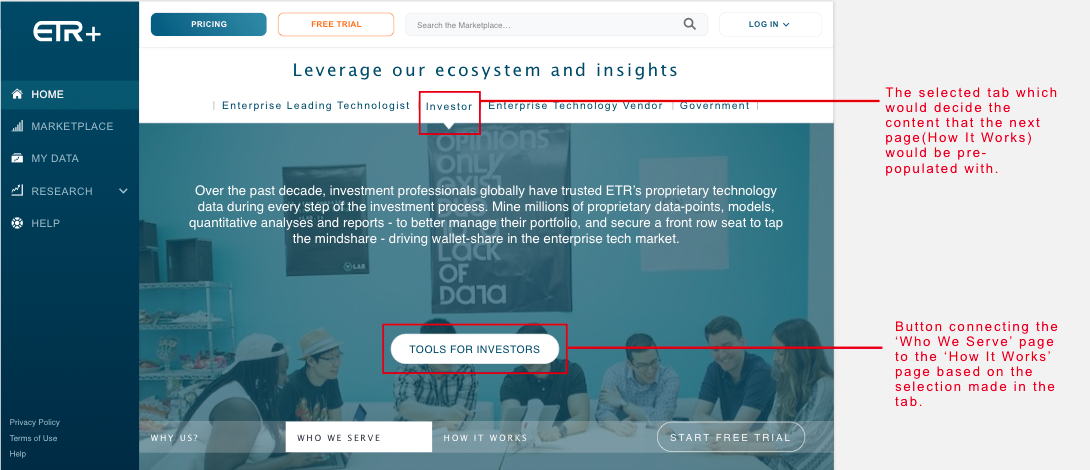 ETR+
PRICING
FREE TRIAL
Search the Marketplace...
LOG IN
HOME
MARKETPLACE
MY DATA
RESEARCH
HELP
Leverage our ecosystem and insights
| Enterprise Leading Technologist | Investor | Enterprise Technology Vendor | Government |
OPINIONS
ONLY
EXIST
DUE
LACK
OF
DATA
LAB
Over the past decade, investment professionals globally have trusted ETR's proprietary technology
data during every step of the investment process. Mine millions of proprietary data-points, models,
quantitative analyses and reports - to better manage their portfolio, and secure a front row seat to tap
the mindshare - driving wallet-share in the enterprise tech market.
TOOLS FOR INVESTORS
WHY US?
WHO WE SERVE
HOW IT WORKS
START FREE TRIAL
Privacy Policy
Terms of Use
Help
The selected tab which
would decide the
content that the next
page(How It Works)
would be pre-
populated with.
Button connecting the
‘Who We Serve’ page
to the ‘How It Works’
page based on the
selection made in the
tab.